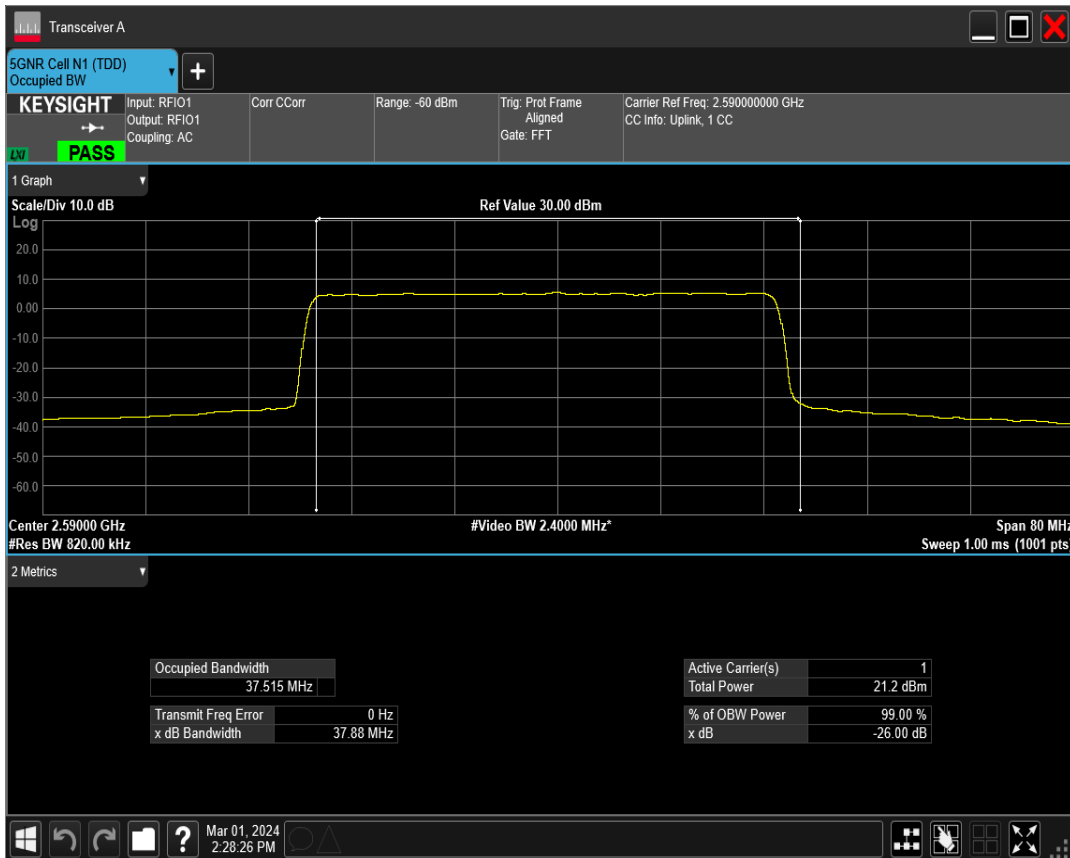 Transceiver A
5GNR Cell N1 (TDD)
Occupied BW
+
KEYSIGHT
LXI
PASS
Input: RFIO1
Output: RFIO1
Coupling: AC
Corr CCorr
Range: -60 dBm
Trig: Prot Frame
Aligned
Gate: FFT
Carrier Ref Freq: 2.590000000 GHz
CC Info: Uplink, 1 CC
1 Graph
Scale/Div 10.0 dB
Ref Value 30.00 dBm
Log
20.0
10.0
0.00
-10.0
-20.0
-30.0
-40.0
-50.0
-60.0
Center 2.59000 GHz
#Video BW 2.4000 MHz*
Span 80 MHz
#Res BW 820.00 kHz
Sweep 1.00 ms (1001 pts)
2 Metrics
Occupied Bandwidth
37.515 MHz
Transmit Freq Error 0 Hz
x dB Bandwidth 37.88 MHz
Active Carrier(s) 1
Total Power 21.2 dBm
% of OBW Power 99.00 %
x dB -26.00 dB
?
Mar 01, 2024
2:28:26 PM